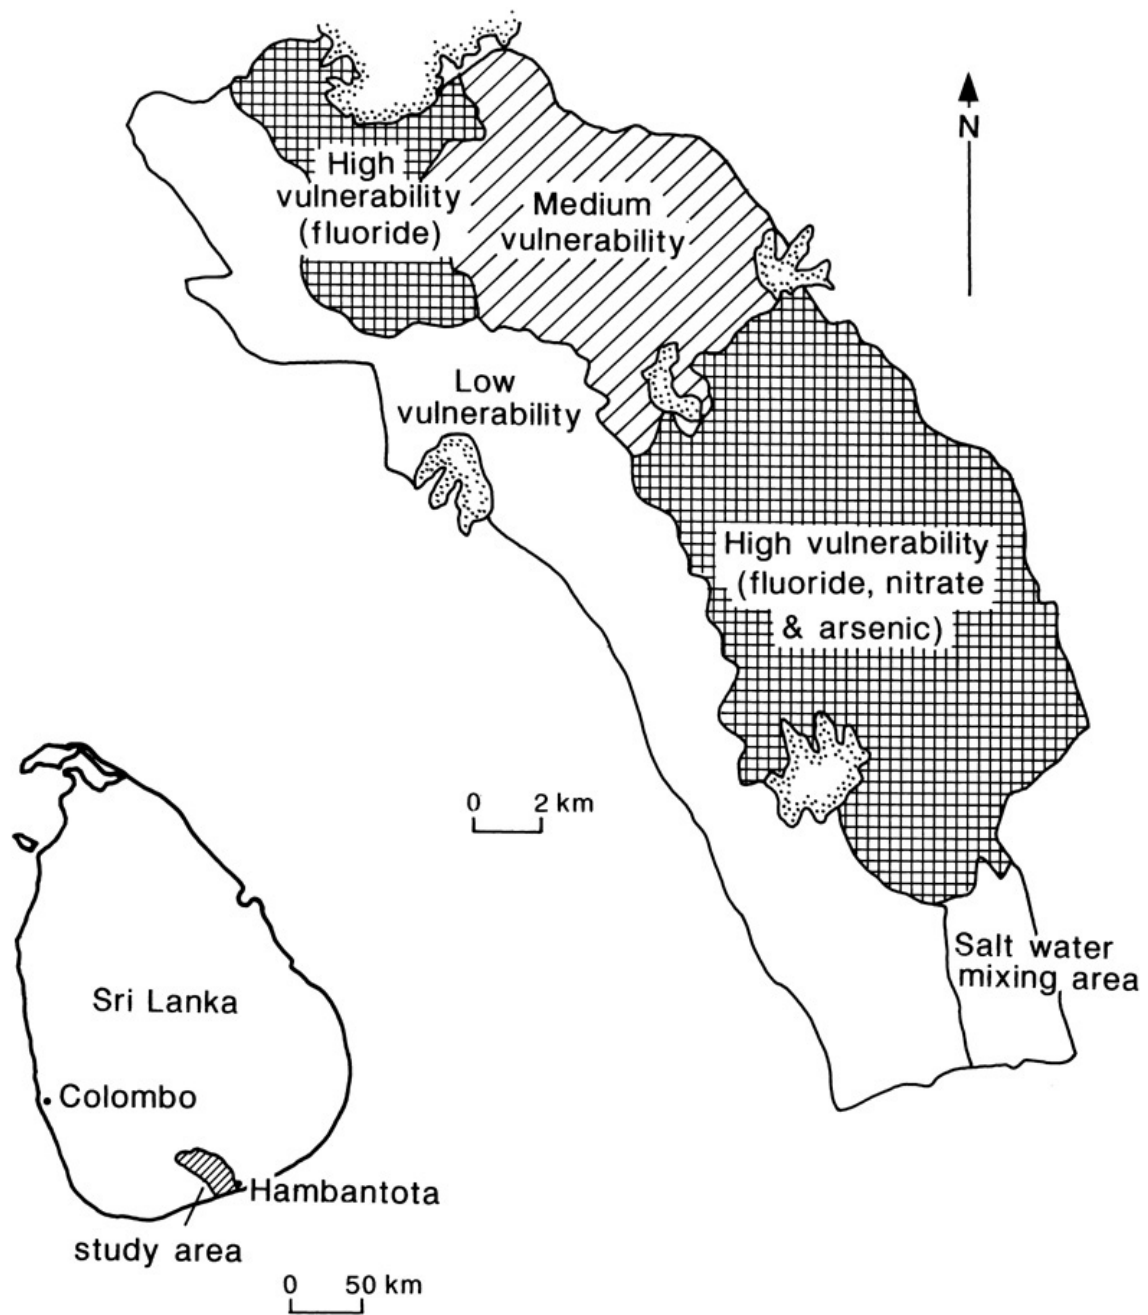 High
vulnerability
(fluoride)
Medium
vulnerability
N
Low
vulnerability
High vulnerability
(fluoride, nitrate
& arsenic)
0 2 km
Salt water
mixing area
Sri Lanka
Colombo
Hambantota
study area
0 50 km